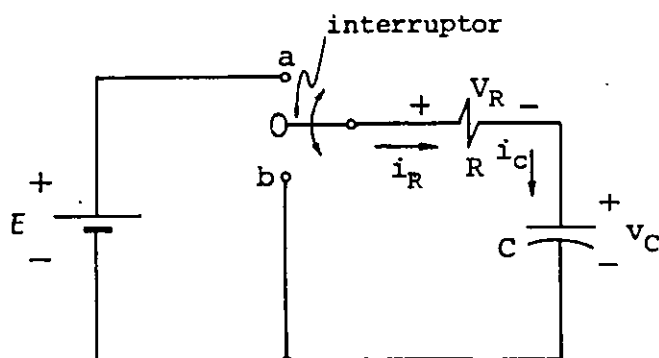 interruptor
a
O
b
+ V_R −
i_R
R
i_C
+
E
−
+
C
v_C
−